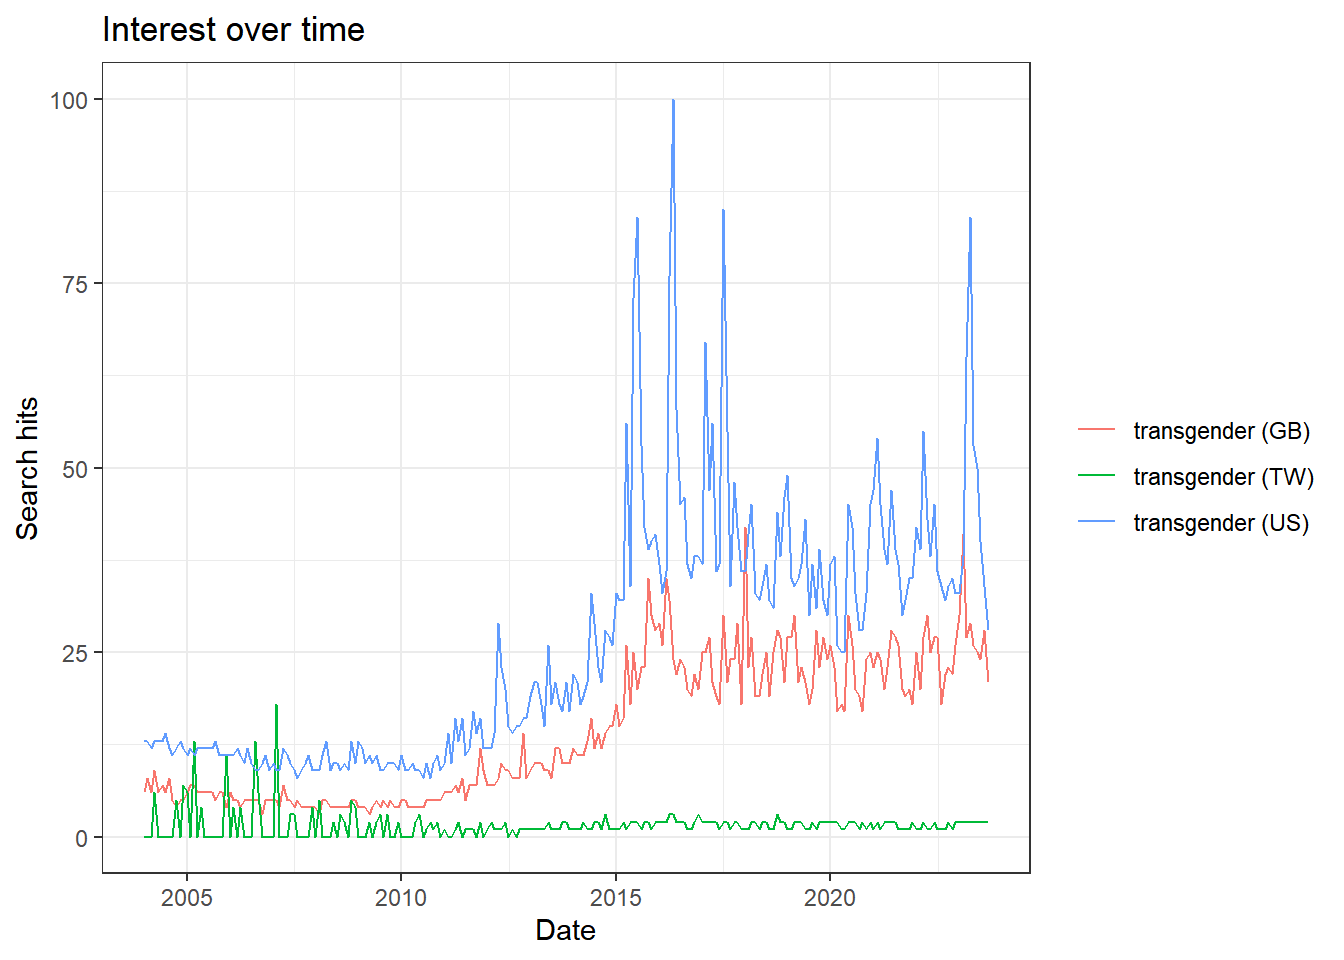 Interest over time
100
75
50
25
0
Search hits
2005 2010 2015 2020
Date
transgender (GB)
transgender (TW)
transgender (US)